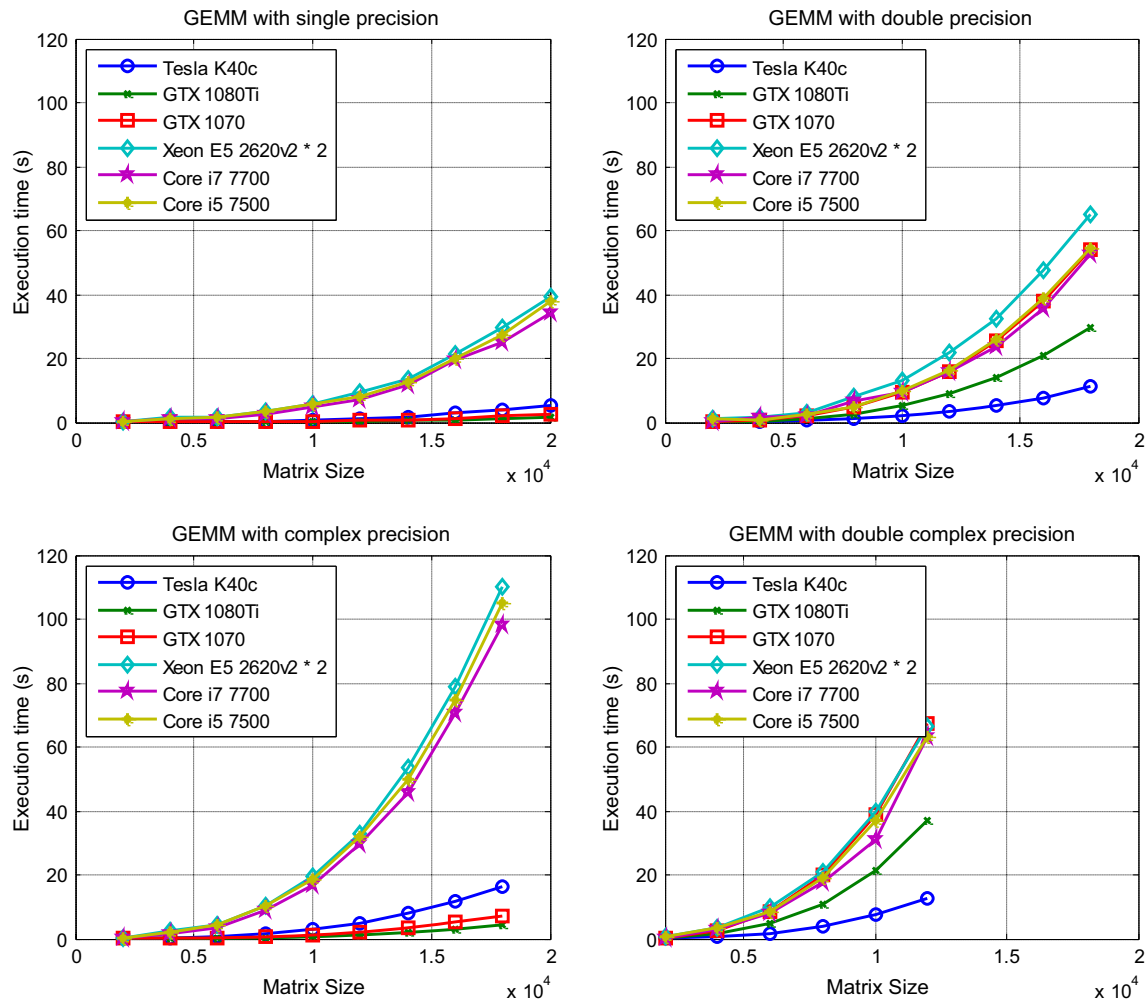 GEMM with single precision
120
100
80
60
40
20
0
Execution time (s)
Tesla K40c
GTX 1080Ti
GTX 1070
Xeon E5 2620v2 * 2
Core i7 7700
Core i5 7500
0 0.5 1 1.5 2
Matrix Size
x 10^4
GEMM with double precision
120
100
80
60
40
20
0
Execution time (s)
Tesla K40c
GTX 1080Ti
GTX 1070
Xeon E5 2620v2 * 2
Core i7 7700
Core i5 7500
0 0.5 1 1.5 2
Matrix Size
x 10^4
GEMM with complex precision
120
100
80
60
40
20
0
Execution time (s)
Tesla K40c
GTX 1080Ti
GTX 1070
Xeon E5 2620v2 * 2
Core i7 7700
Core i5 7500
0 0.5 1 1.5 2
Matrix Size
x 10^4
GEMM with double complex precision
120
100
80
60
40
20
0
Execution time (s)
Tesla K40c
GTX 1080Ti
GTX 1070
Xeon E5 2620v2 * 2
Core i7 7700
Core i5 7500
0.5 1 1.5 2
Matrix Size
x 10^4